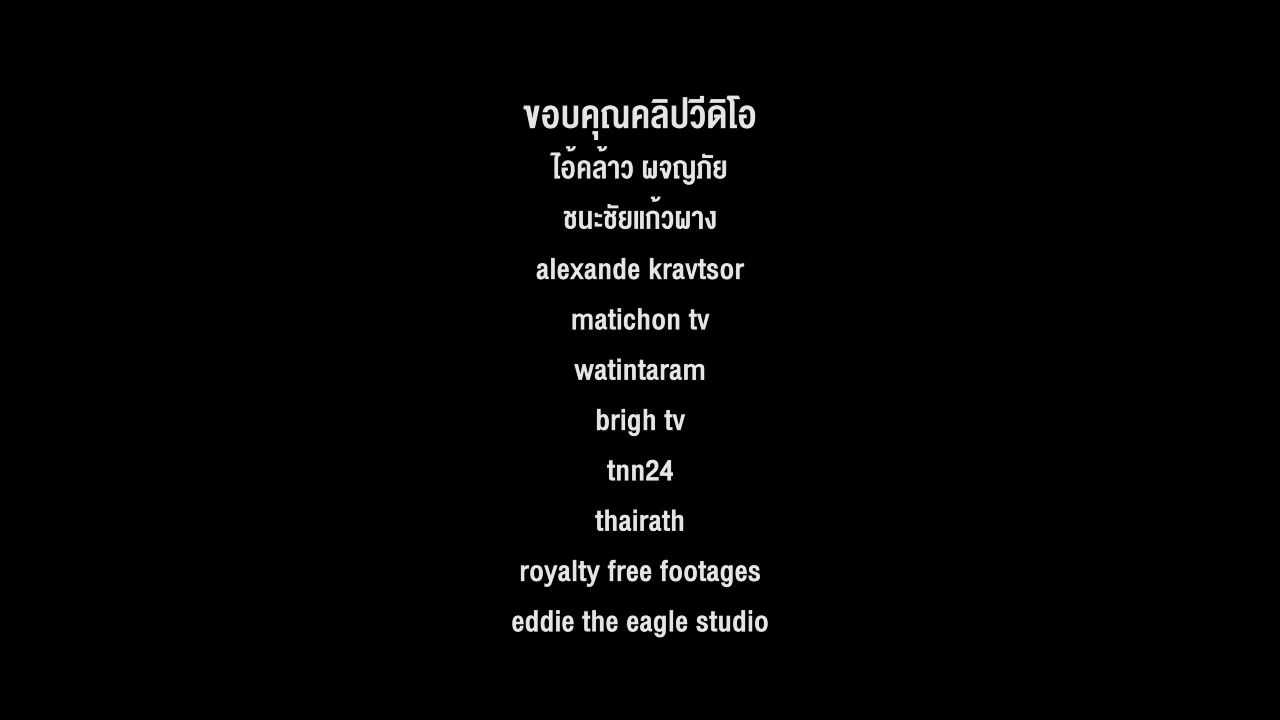 ขอบคุณคลิปวีดิโอ
ไอ้คล้าว ผจญภัย
ชนะชัยแก้วผาง
alexande kravtsor
matichon tv
watintaram
brigh tv
tnn24
thairath
royalty free footages
eddie the eagle studio